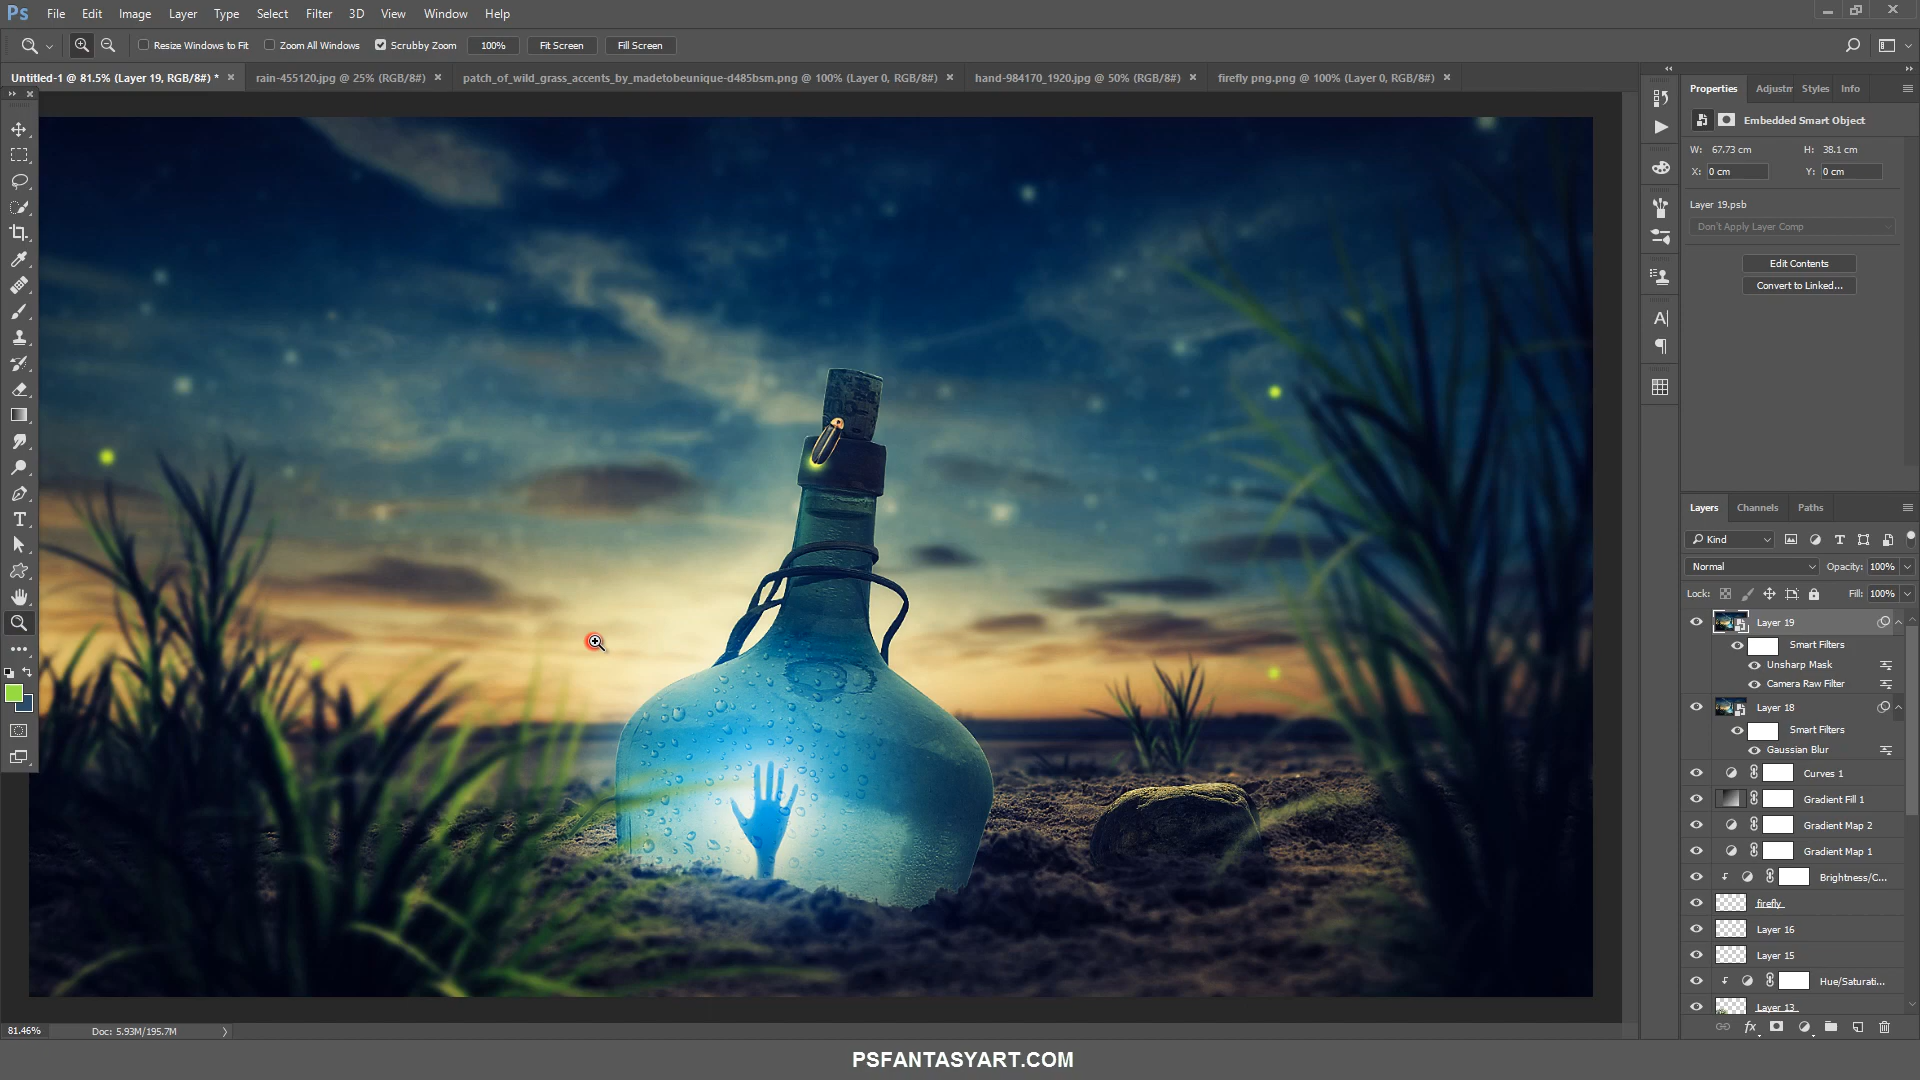 Ps File Edit Image Layer Type Select Filter 3D View Window Help
Resize Windows to Fit Zoom All Windows Scrubby Zoom 100% Fit Screen Fill Screen
Untitled-1 @ 81.5% (Layer 19, RGB/8#) * rain-455120.jpg @ 25% (RGB/8#) patch_of_wild_grass_accents_by_madetobeunique-d485bsm.png @ 100% (Layer 0, RGB/8#) hand-984170_1920.jpg @ 50% (RGB/8#) firefly png.png @ 100% (Layer 0, RGB/8#)
Properties Adjustm Styles Info
Embedded Smart Object
W: 67.73 cm H: 38.1 cm
X: 0 cm Y: 0 cm
Layer 19.psb
Don't Apply Layer Comp
Edit Contents
Convert to Linked...
Layers Channels Paths
Kind
Normal Opacity: 100%
Lock: Fill: 100%
Layer 19
Smart Filters
Unsharp Mask
Camera Raw Filter
Layer 18
Smart Filters
Gaussian Blur
Curves 1
Gradient Fill 1
Gradient Map 2
Gradient Map 1
Brightness/C...
firefly
Layer 16
Layer 15
Hue/Saturati...
Layer 13
fx
81.46% Doc: 5.93M/195.7M
PSFANTASYART.COM